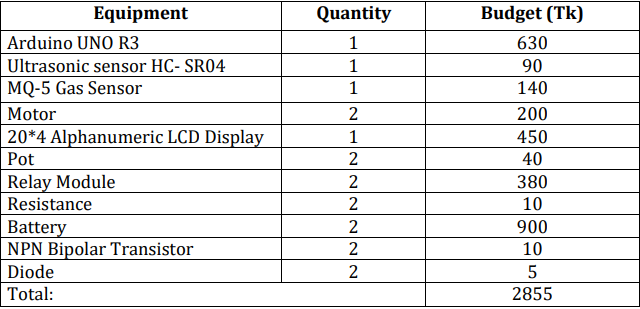 Equipment Quantity Budget (Tk)
Arduino UNO R3 1 630
Ultrasonic sensor HC- SR04 1 90
MQ-5 Gas Sensor 1 140
Motor 2 200
20*4 Alphanumeric LCD Display 1 450
Pot 2 40
Relay Module 2 380
Resistance 2 10
Battery 2 900
NPN Bipolar Transistor 2 10
Diode 2 5
Total: 2855